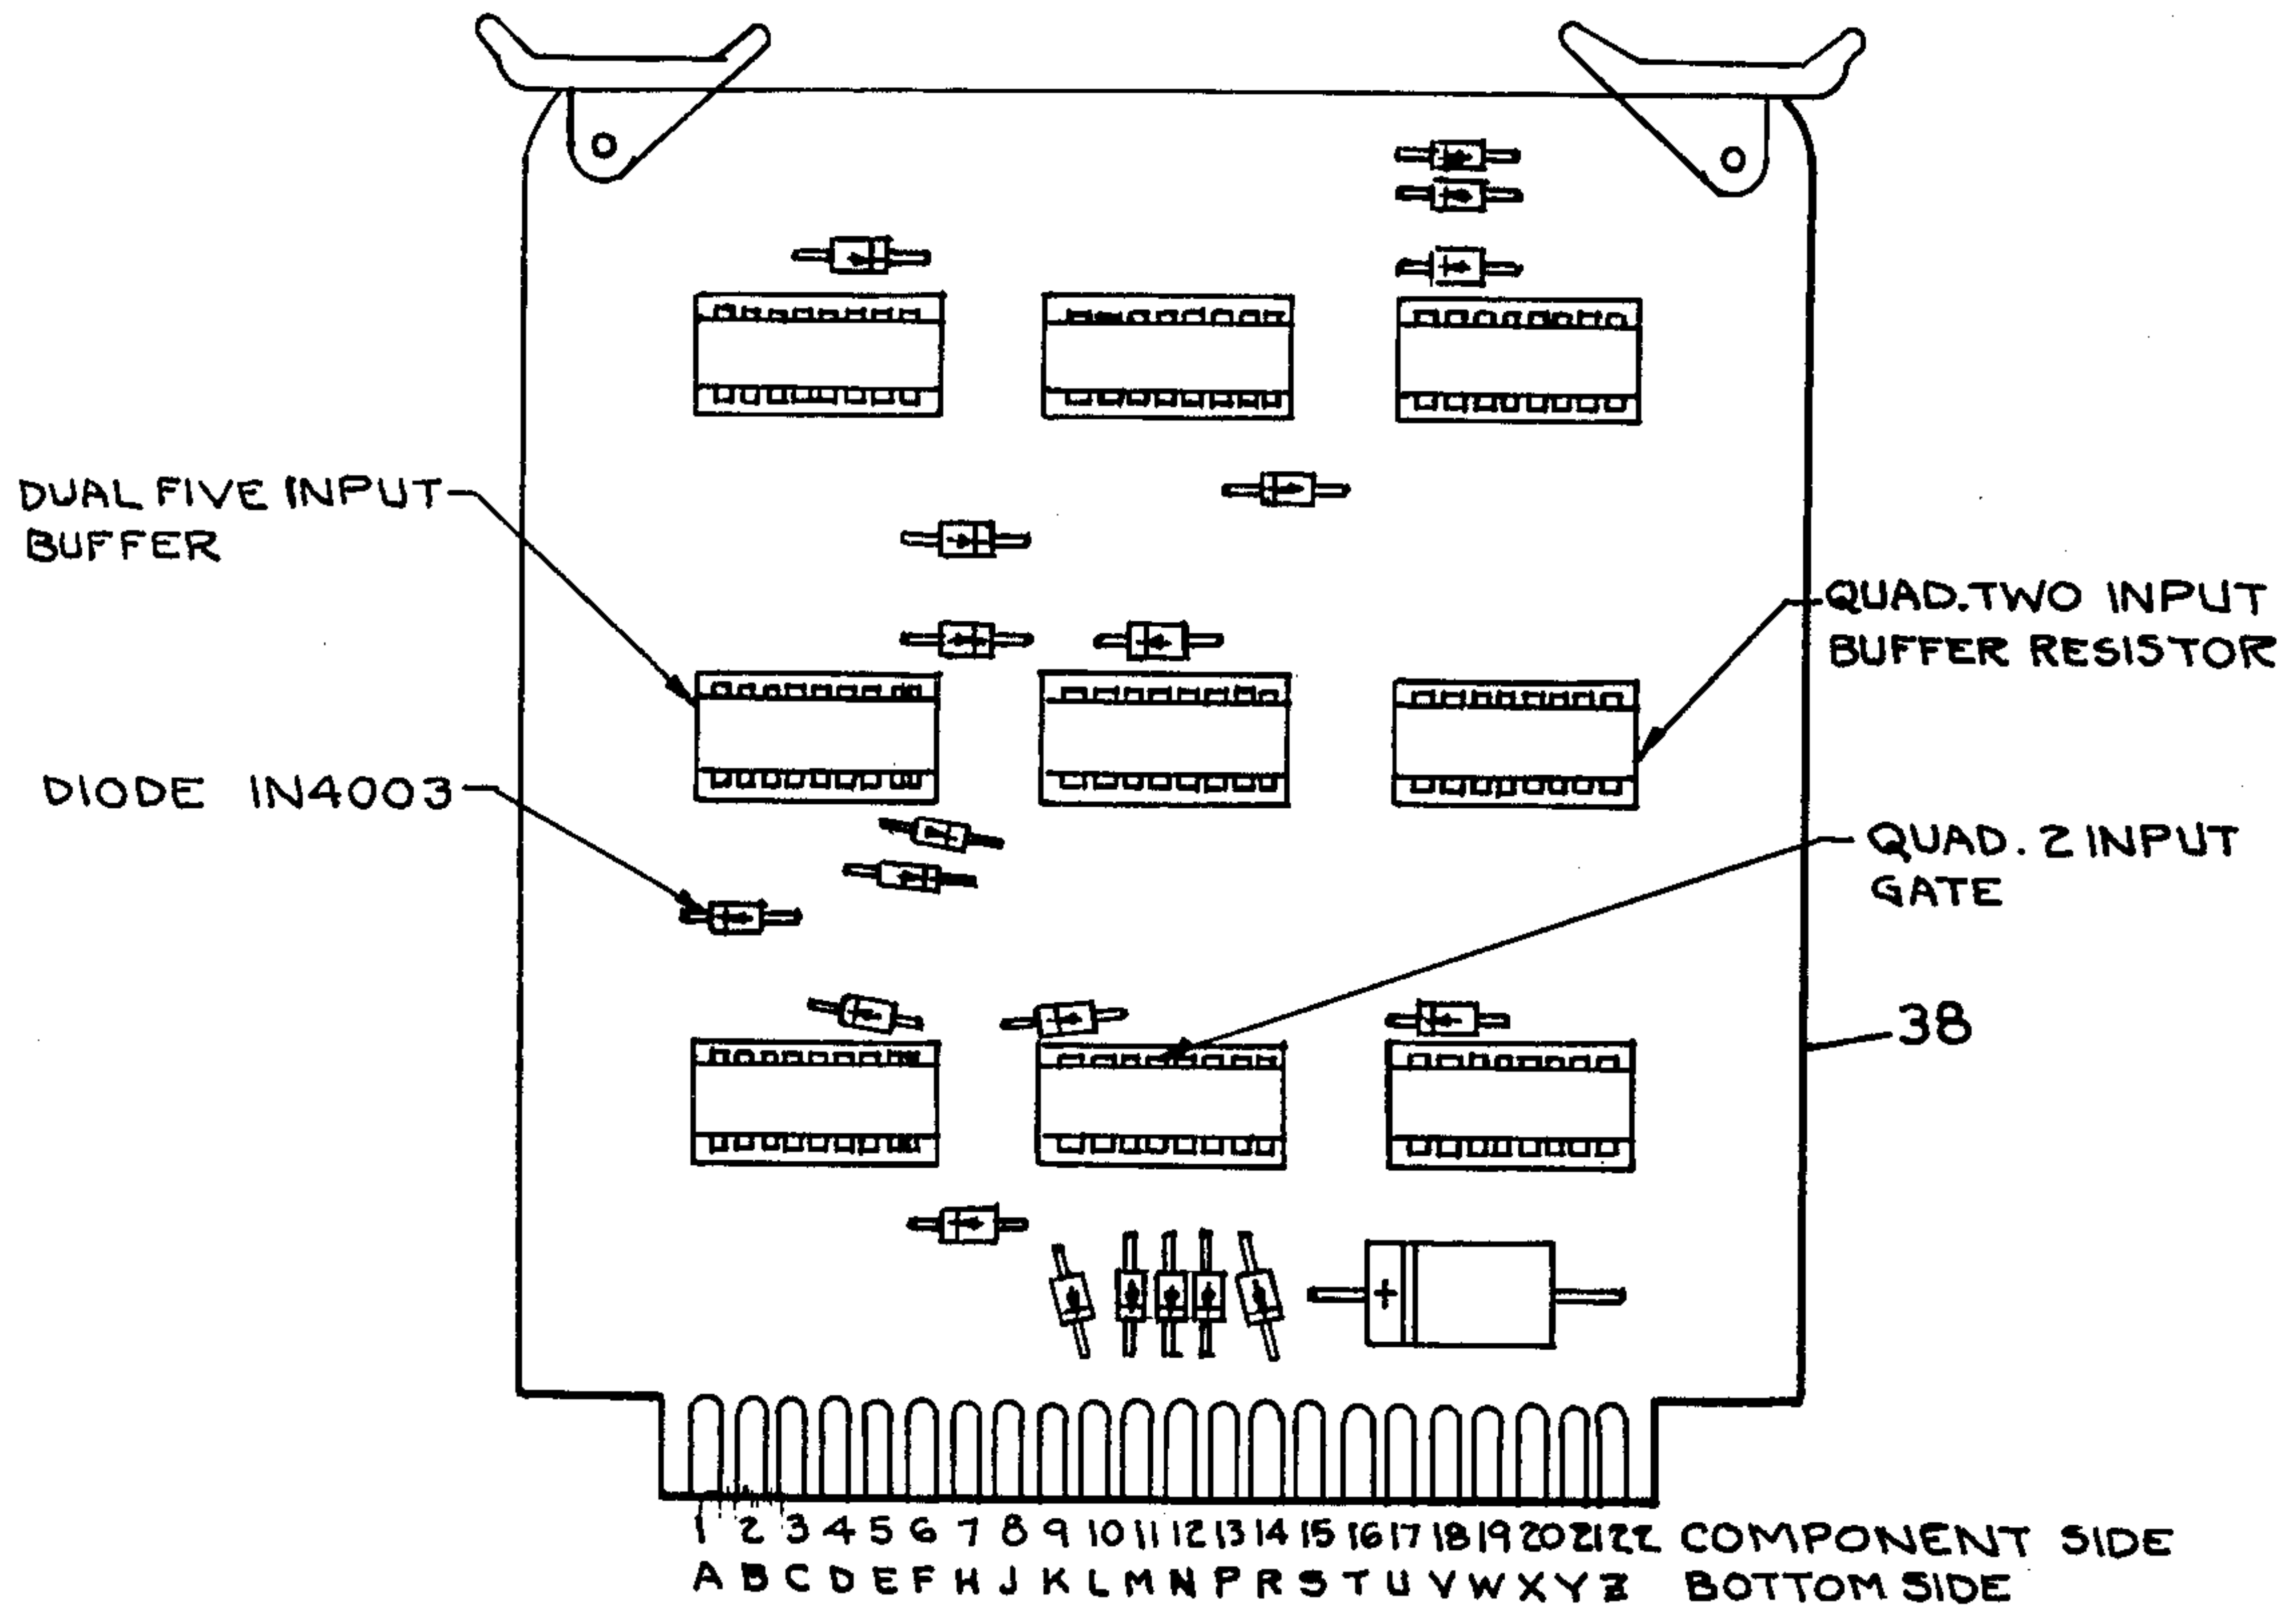 DUAL FIVE INPUT
BUFFER
QUAD. TWO INPUT
BUFFER RESISTOR
DIODE IN4003
QUAD. 2 INPUT
GATE
38
+
1 2 3 4 5 6 7 8 9 10 11 12 13 14 15 16 17 18 19 20 21 22 COMPONENT SIDE
A B C D E F H J K L M N P R S T U V W X Y Z BOTTOM SIDE